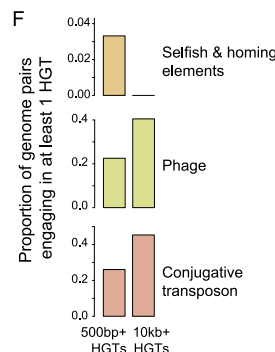 F
Proportion of genome pairs
engaging in at least 1 HGT
0.04
0.02
0.00
Selfish & homing
elements
0.4
0.2
0.0
Phage
0.4
0.2
0.0
Conjugative
transposon
500bp+ 10kb+
HGTs HGTs